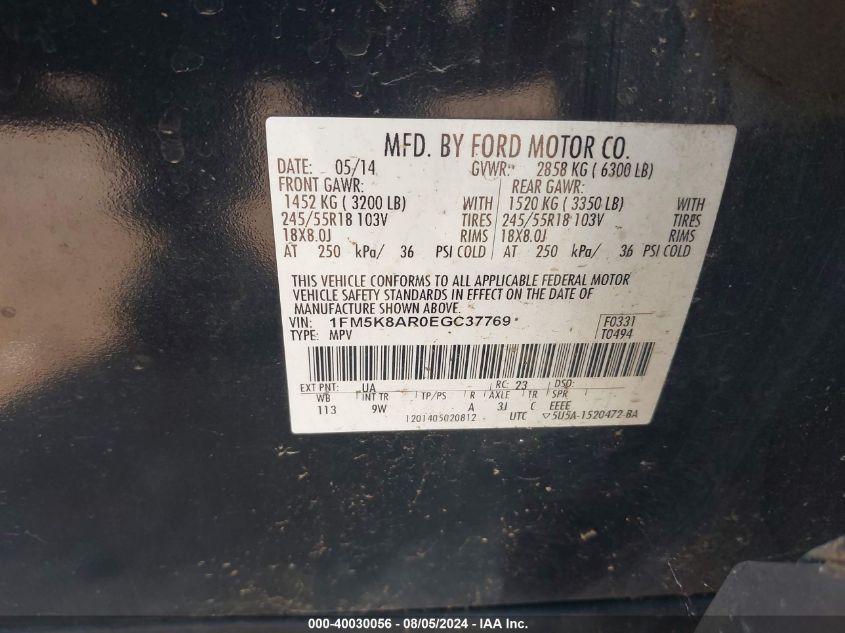 MFD. BY FORD MOTOR CO.
DATE: 05/14 GVWR: 2858 KG ( 6300 LB)
FRONT GAWR: REAR GAWR:
1452 KG ( 3200 LB) WITH 1520 KG ( 3350 LB) WITH
245/55R18 103V TIRES 245/55R18 103V TIRES
18X8.0J RIMS 18X8.0J RIMS
AT 250 kPa/ 36 PSI COLD AT 250 kPa/ 36 PSI COLD
THIS VEHICLE CONFORMS TO ALL APPLICABLE FEDERAL MOTOR
VEHICLE SAFETY STANDARDS IN EFFECT ON THE DATE OF
MANUFACTURE SHOWN ABOVE.
VIN: 1FM5K8AR0EGC37769 F0331
TYPE: MPV T0494
EXT PNT: UA RC: 23 DSO:
WB INT TR TP/PS R AXLE TR SPR
113 9W A 3J C EEEE
1201405020812 UTC ▽5U5A-1520472-BA
000-40030056 - 08/05/2024 - IAAI.COM. COPYRIGHT IAA, INC.